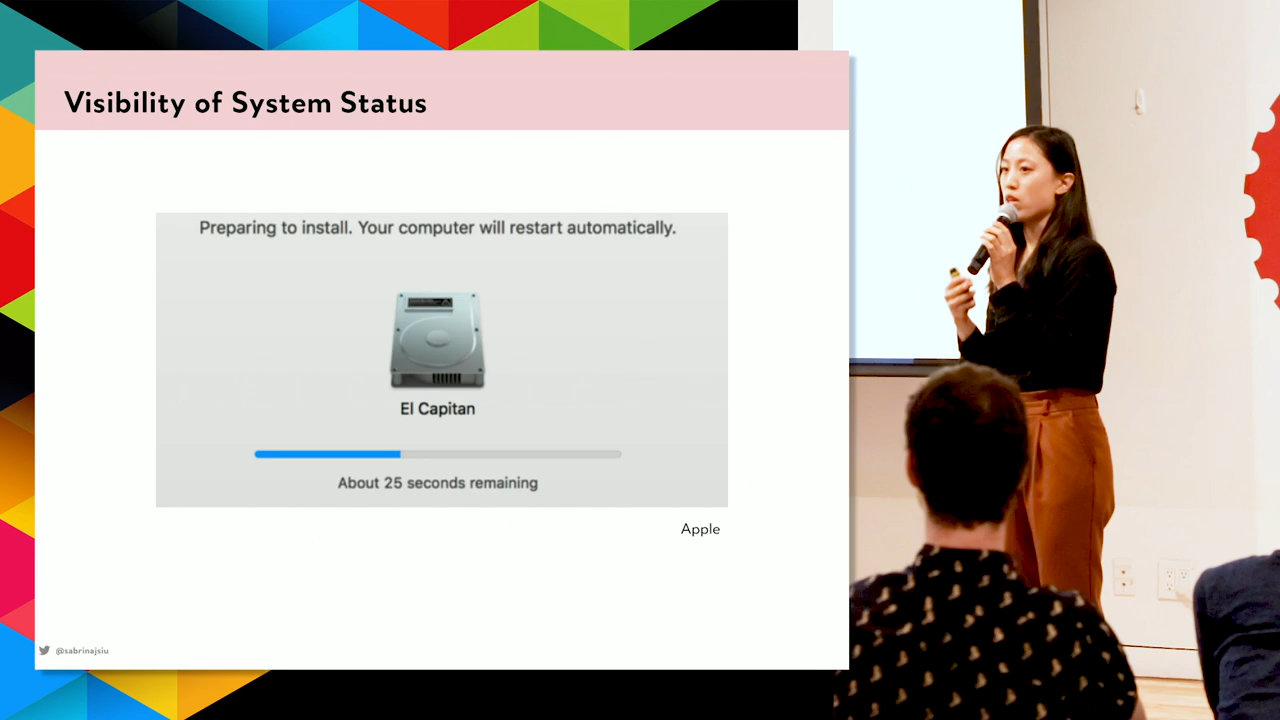 Visibility of System Status
Preparing to install. Your computer will restart automatically.
El Capitan
About 25 seconds remaining
Apple
@sabrinajsiu